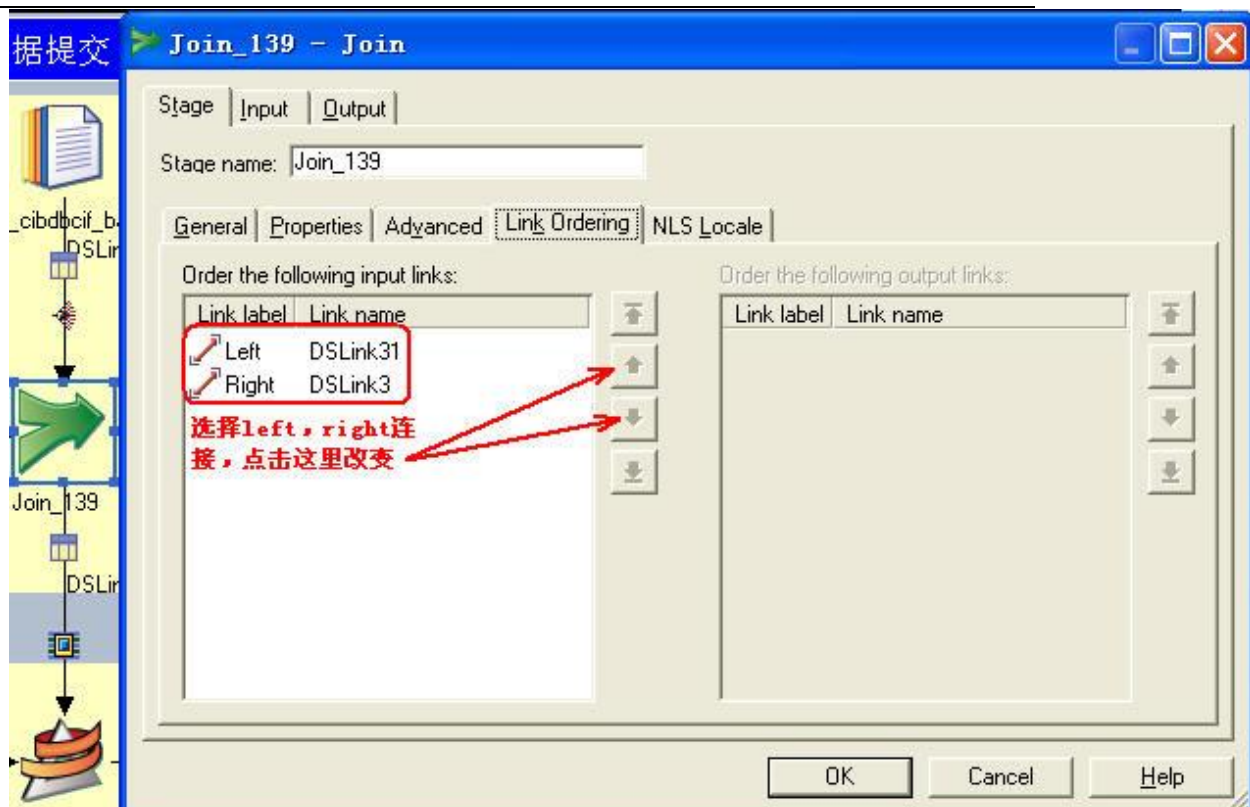 据提交
Join_139 - Join
Stage Input Output
Stage name: Join_139
_cibdbcif_b
DSLin
General Properties Advanced Link Ordering NLS Locale
Order the following input links:
Order the following output links:
Link label Link name
Link label Link name
Left DSLink31
Right DSLink3
选择left，right连
接，点击这里改变
Join_139
DSLin
OK Cancel Help